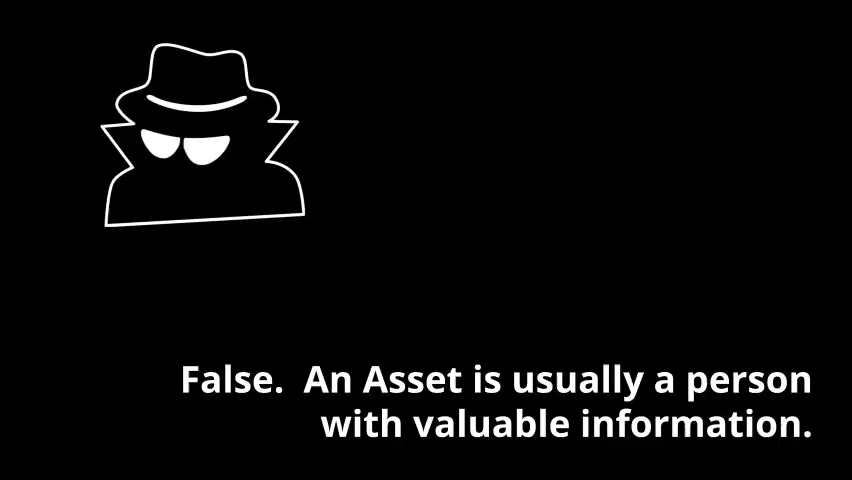 False.  An Asset is usually a person
with valuable information.